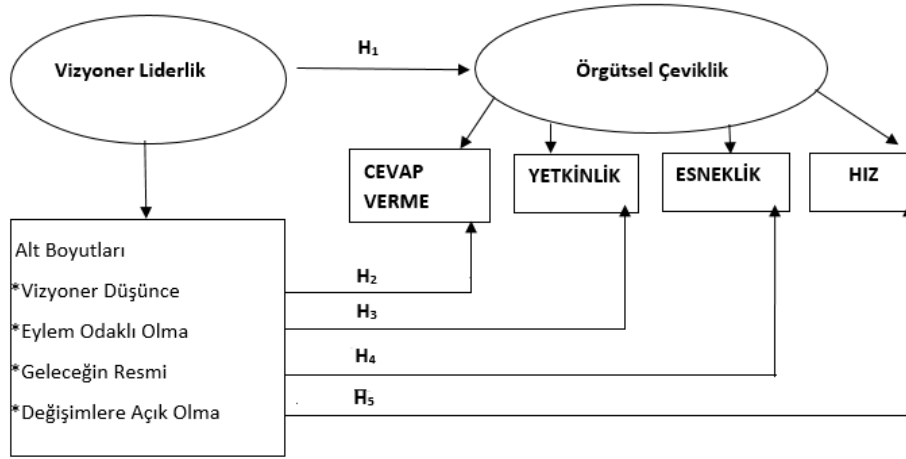 H₁
Vizyoner Liderlik
Örgütsel Çeviklik
CEVAP
VERME
YETKİNLİK
ESNEKLİK
HIZ
Alt Boyutları
*Vizyoner Düşünce
*Eylem Odaklı Olma
*Geleceğin Resmi
*Değişimlere Açık Olma
H₂
H₃
H₄
H₅